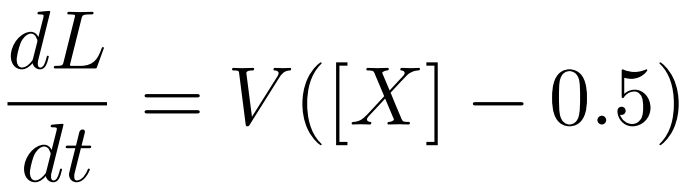 dL/dt = V([X] − 0.5)